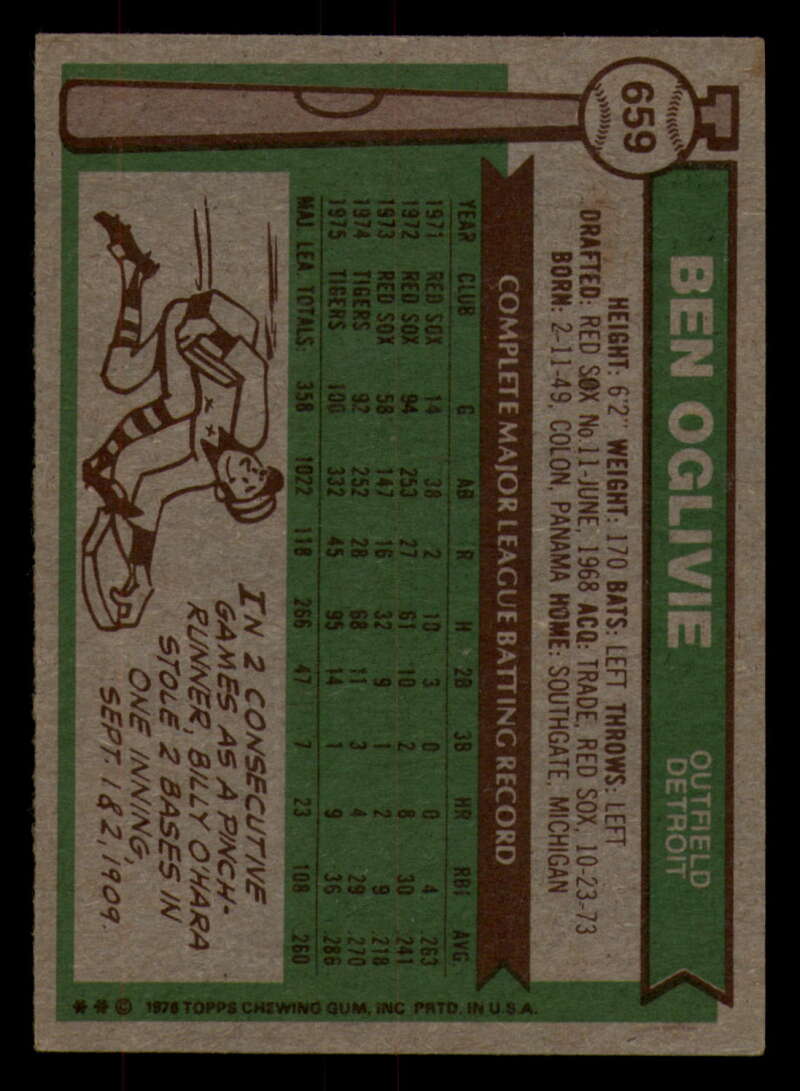 659
BEN OGLIVIE
OUTFIELD
DETROIT
HEIGHT: 6'2" WEIGHT: 170 BATS: LEFT THROWS: LEFT
DRAFTED: RED SOX No.11-JUNE, 1968 ACQ: TRADE, RED SOX, 10-23-73
BORN: 2-11-49, COLON, PANAMA HOME: SOUTHGATE, MICHIGAN
COMPLETE MAJOR LEAGUE BATTING RECORD
YEAR CLUB G AB R H 2B 3B HR RBI AVG.
1971 RED SOX 14 38 2 10 3 0 0 4 .263
1972 RED SOX 94 253 27 61 10 2 8 30 .241
1973 RED SOX 58 147 16 32 9 1 2 9 .218
1974 TIGERS 92 252 28 68 11 3 4 29 .270
1975 TIGERS 100 332 45 95 14 1 9 36 .286
MAJ LEA TOTALS: 358 1022 118 266 47 7 23 108 .260
IN 2 CONSECUTIVE
GAMES AS A PINCH-
RUNNER, BILLY O'HARA
STOLE 2 BASES IN
ONE INNING,
SEPT. 1 & 2, 1909.
* * © 1976 TOPPS CHEWING GUM, INC PRTD. IN U.S.A.